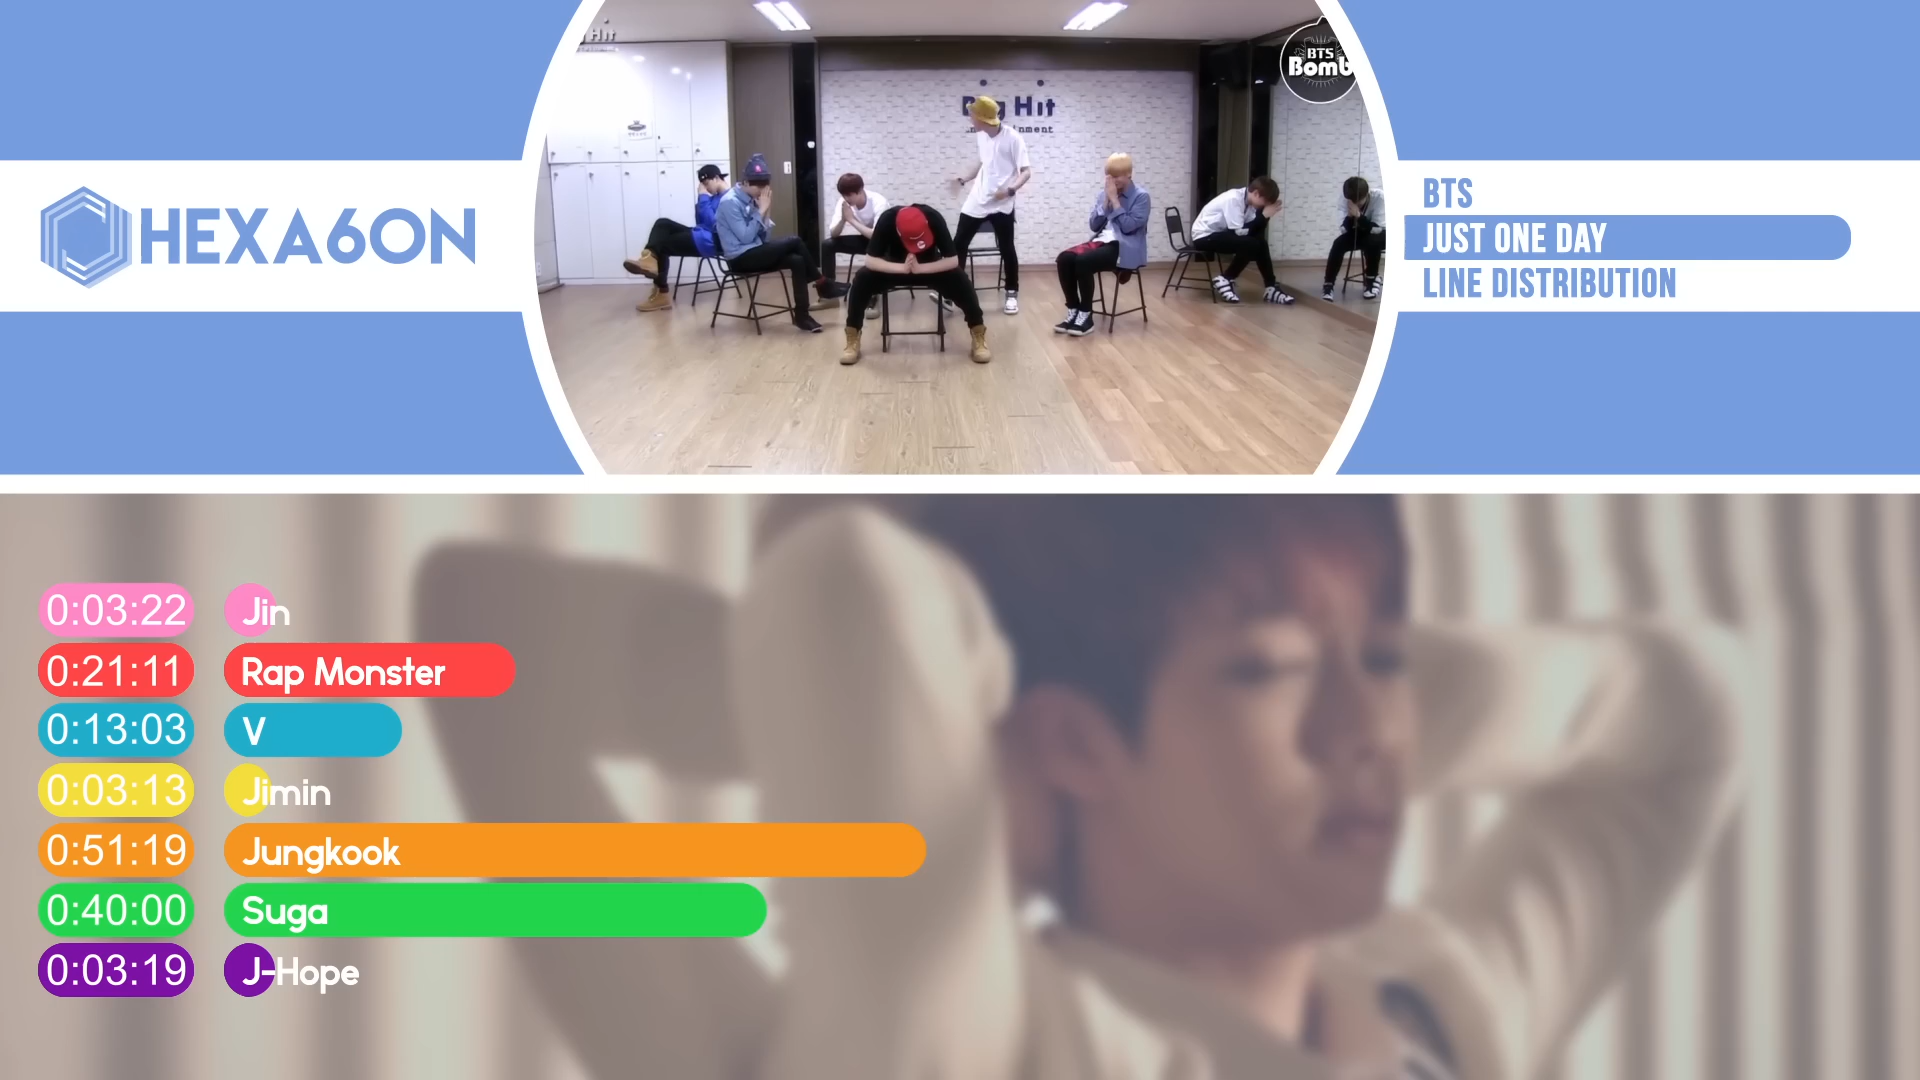 HEXA6ON
Big Hit
BTS
Bomb
BTS
JUST ONE DAY
LINE DISTRIBUTION
0:03:22 Jin
0:21:11 Rap Monster
0:13:03 V
0:03:13 Jimin
0:51:19 Jungkook
0:40:00 Suga
0:03:19 J-Hope